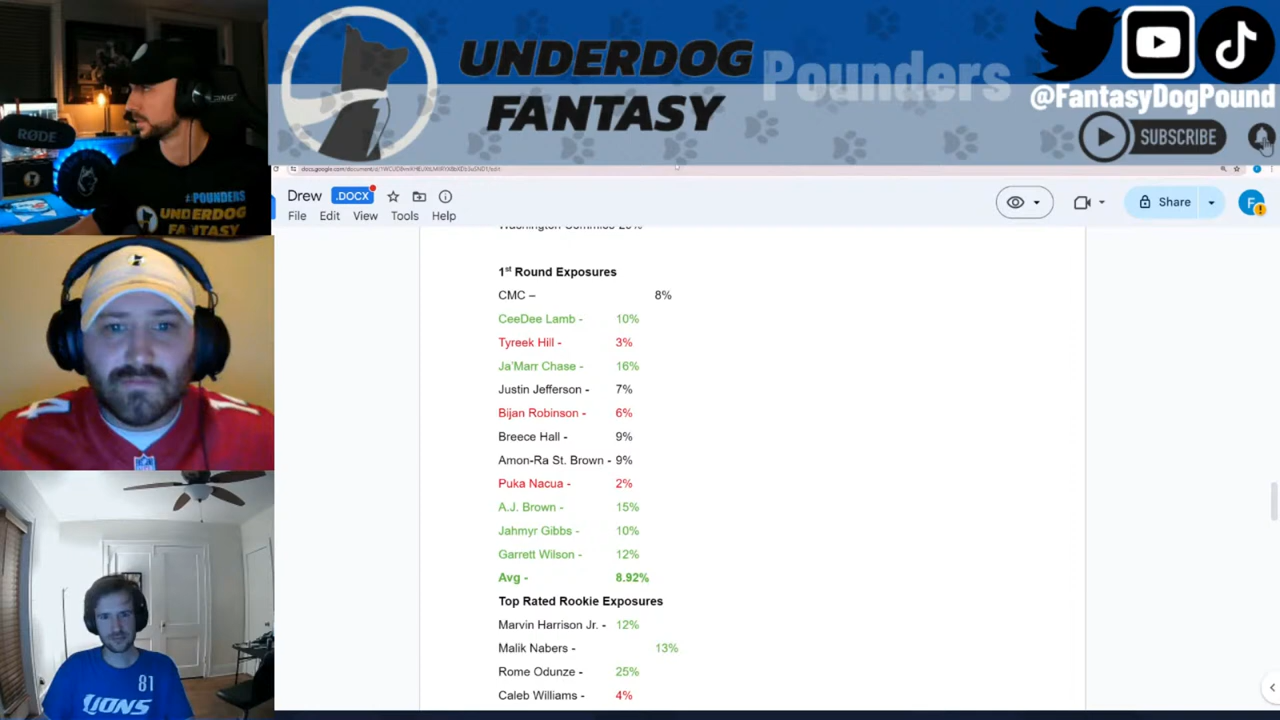 UNDERDOG
FANTASY
Pounders
@FantasyDogPound
SUBSCRIBE
RØDE
#POUNDERS
UNDERDOG
FANTASY
81
LIONS
Drew .DOCX
Share
F
File Edit View Tools Help
1st Round Exposures
CMC – 8%
CeeDee Lamb - 10%
Tyreek Hill - 3%
Ja'Marr Chase - 16%
Justin Jefferson - 7%
Bijan Robinson - 6%
Breece Hall - 9%
Amon-Ra St. Brown - 9%
Puka Nacua - 2%
A.J. Brown - 15%
Jahmyr Gibbs - 10%
Garrett Wilson - 12%
Avg - 8.92%
Top Rated Rookie Exposures
Marvin Harrison Jr. - 12%
Malik Nabers - 13%
Rome Odunze - 25%
Caleb Williams - 4%